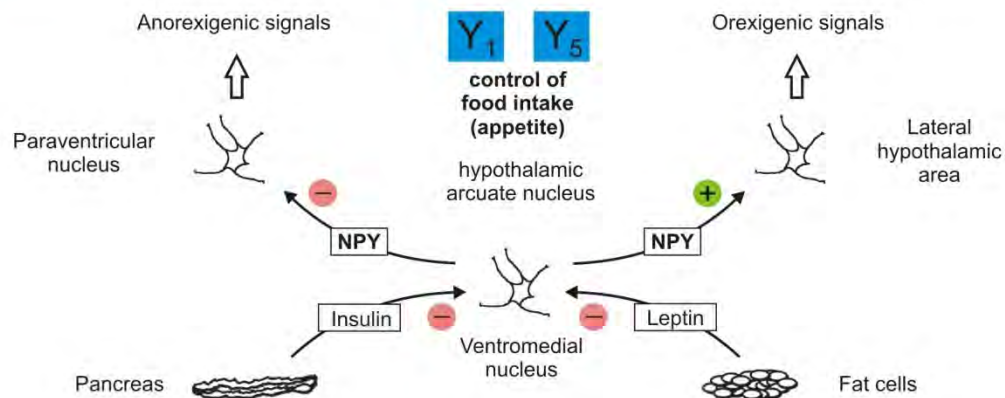 Anorexigenic signals
Y1 Y5
Orexigenic signals
control of
food intake
(appetite)
Paraventricular
nucleus
hypothalamic
arcuate nucleus
Lateral
hypothalamic
area
−
+
NPY
NPY
Insulin
−
−
Leptin
Ventromedial
nucleus
Pancreas
Fat cells